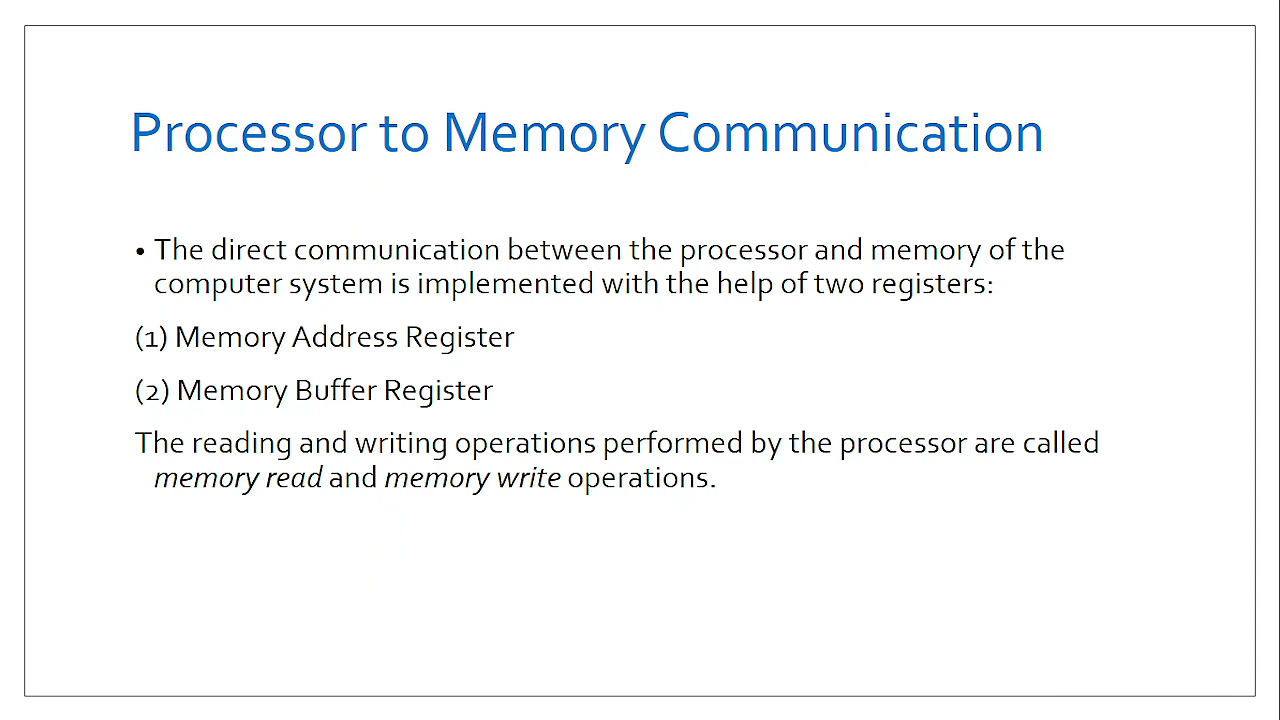 Processor to Memory Communication
• The direct communication between the processor and memory of the
computer system is implemented with the help of two registers:
(1) Memory Address Register
(2) Memory Buffer Register
The reading and writing operations performed by the processor are called
memory read and memory write operations.